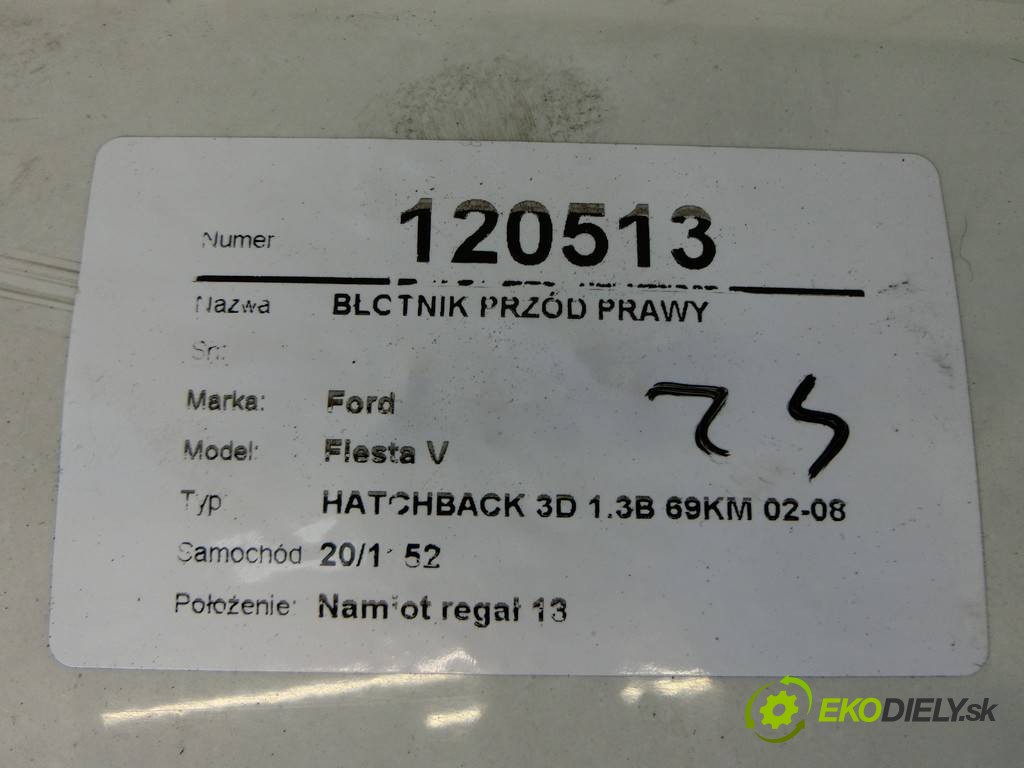 Numer 120513
Nazwa BŁOTNIK PRZÓD PRAWY
Sn:
Marka: Ford
Model: Fiesta V
Typ HATCHBACK 3D 1.3B 69KM 02-08
Samochód
Położenie: Namiot regał 13
EKODIELY.sk